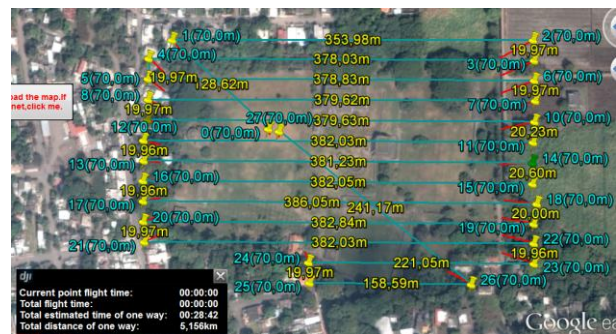 1(70,0m) 353,98m 2(70,0m)
4(70,0m) 378,03m 3(70,0m) 19,97m
5(70,0m) 19,97m 128,62m 378,83m 6(70,0m)
oad the map.If
net,click me.
8(70,0m) 379,62m 7(70,0m) 19,97m
19,97m 27(70,0m) 379,63m 10(70,0m)
12(70,0m) 0(70,0m) 382,03m 11(70,0m) 20,23m
13(70,0m) 19,96m 381,23m 14(70,0m)
16(70,0m) 382,05m 15(70,0m) 20,60m
17(70,0m) 19,96m 386,05m 241,17m 18(70,0m)
20(70,0m) 382,84m 19(70,0m) 20,00m
21(70,0m) 19,97m 382,03m 22(70,0m)
24(70,0m) 221,05m 23(70,0m) 19,96m
25(70,0m) 19,97m 158,59m 26(70,0m)
dji
Current point flight time: 00:00:00
Total flight time: 00:00:00
Total estimated time of one way: 00:28:42
Total distance of one way: 5,156km
Google